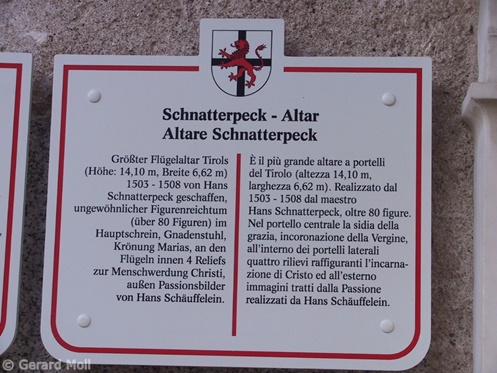 Schnatterpeck - Altar
Altare Schnatterpeck
Größter Flügelaltar Tirols
(Höhe: 14,10 m, Breite 6,62 m)
1503 - 1508 von Hans
Schnatterpeck geschaffen,
ungewöhnlicher Figurenreichtum
(über 80 Figuren) im
Hauptschrein, Gnadenstuhl,
Krönung Marias, an den
Flügeln innen 4 Reliefs
zur Menschwerdung Christi,
außen Passionsbilder
von Hans Schäuffelein.
È il più grande altare a portelli
del Tirolo (altezza 14,10 m,
larghezza 6,62 m). Realizzato dal
1503 - 1508 dal maestro
Hans Schnatterpeck, oltre 80 figure.
Nel portello centrale la sidia della
grazia, incoronazione della Vergine,
all'interno dei portelli laterali
quattro rilievi raffiguranti l'incarna-
zione di Cristo ed all'esterno
immagini tratti dalla Passione
realizzati da Hans Schäuffelein.
© Gerard Moll